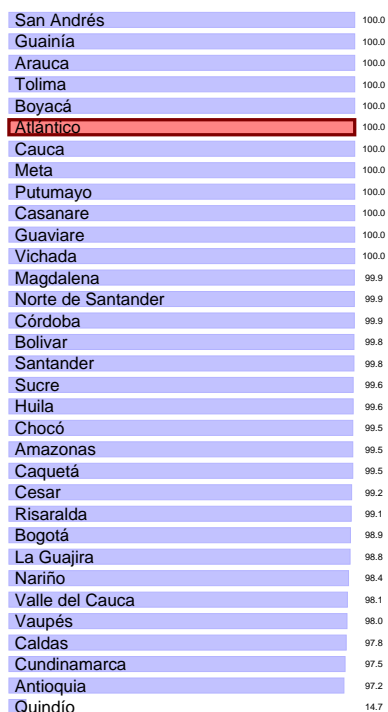 San Andrés 100.0
Guainía 100.0
Arauca 100.0
Tolima 100.0
Boyacá 100.0
Atlántico 100.0
Cauca 100.0
Meta 100.0
Putumayo 100.0
Casanare 100.0
Guaviare 100.0
Vichada 100.0
Magdalena 99.9
Norte de Santander 99.9
Córdoba 99.9
Bolivar 99.8
Santander 99.8
Sucre 99.6
Huila 99.6
Chocó 99.5
Amazonas 99.5
Caquetá 99.5
Cesar 99.2
Risaralda 99.1
Bogotá 98.9
La Guajira 98.8
Nariño 98.4
Valle del Cauca 98.1
Vaupés 98.0
Caldas 97.8
Cundinamarca 97.5
Antioquia 97.2
Quindío 14.7